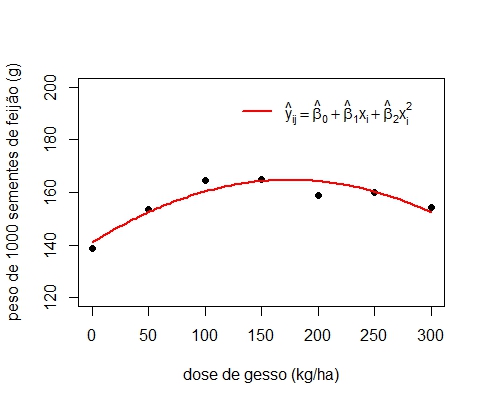 peso de 1000 sementes de feijão (g)
200
180
160
140
120
ŷᵢⱼ = β̂₀ + β̂₁xᵢ + β̂₂xᵢ²
0 50 100 150 200 250 300
dose de gesso (kg/ha)